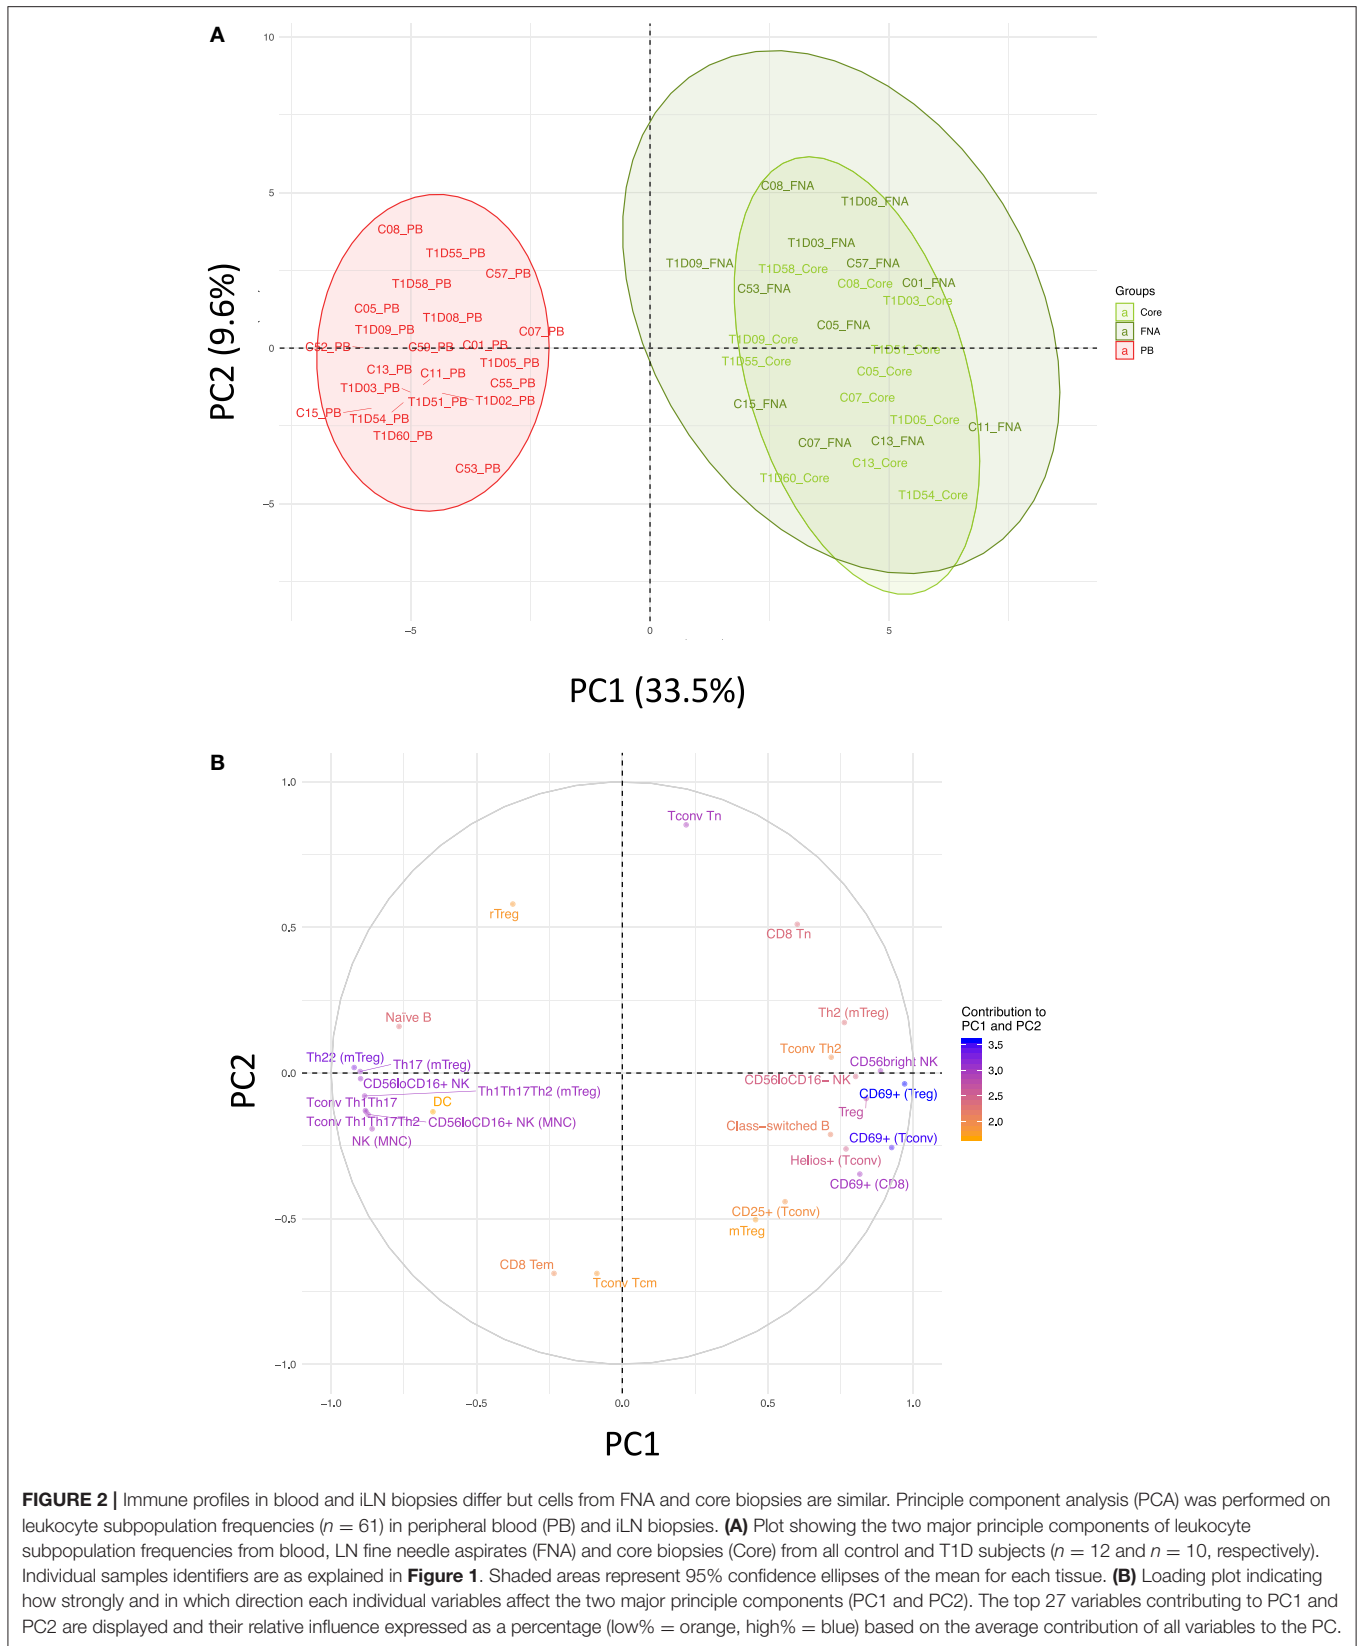 A
10
5
0
−5
−5
0
5
PC2 (9.6%)
PC1 (33.5%)
C08_PB
T1D55_PB
C57_PB
T1D58_PB
C05_PB
T1D08_PB
T1D09_PB
C07_PB
C52_PB
C59_PB
C01_PB
T1D05_PB
C13_PB
C11_PB
C55_PB
T1D03_PB
T1D51_PB
T1D02_PB
C15_PB
T1D54_PB
T1D60_PB
C53_PB
C08_FNA
T1D08_FNA
T1D03_FNA
T1D09_FNA
T1D58_Core
C57_FNA
C53_FNA
C08_Core
C01_FNA
T1D03_Core
C05_FNA
T1D09_Core
T1D51_Core
T1D55_Core
C05_Core
C07_Core
C15_FNA
T1D05_Core
C11_FNA
C07_FNA
C13_FNA
C13_Core
T1D60_Core
T1D54_Core
Groups
a Core
a FNA
a PB
B
1.0
0.5
0.0
−0.5
−1.0
−1.0
−0.5
0.0
0.5
1.0
PC2
PC1
Tconv Tn
rTreg
CD8 Tn
Naïve B
Th2 (mTreg)
Tconv Th2
Th22 (mTreg)
Th17 (mTreg)
CD56bright NK
CD56loCD16+ NK
CD56loCD16− NK
Th1Th17Th2 (mTreg)
CD69+ (Treg)
Tconv Th1Th17
DC
Treg
Tconv Th1Th17Th2
CD56loCD16+ NK (MNC)
Class−switched B
NK (MNC)
CD69+ (Tconv)
Helios+ (Tconv)
CD69+ (CD8)
CD25+ (Tconv)
mTreg
CD8 Tem
Tconv Tcm
Contribution to
PC1 and PC2
3.5
3.0
2.5
2.0
FIGURE 2 | Immune profiles in blood and iLN biopsies differ but cells from FNA and core biopsies are similar. Principle component analysis (PCA) was performed on
leukocyte subpopulation frequencies (n = 61) in peripheral blood (PB) and iLN biopsies. (A) Plot showing the two major principle components of leukocyte
subpopulation frequencies from blood, LN fine needle aspirates (FNA) and core biopsies (Core) from all control and T1D subjects (n = 12 and n = 10, respectively).
Individual samples identifiers are as explained in Figure 1. Shaded areas represent 95% confidence ellipses of the mean for each tissue. (B) Loading plot indicating
how strongly and in which direction each individual variables affect the two major principle components (PC1 and PC2). The top 27 variables contributing to PC1 and
PC2 are displayed and their relative influence expressed as a percentage (low% = orange, high% = blue) based on the average contribution of all variables to the PC.